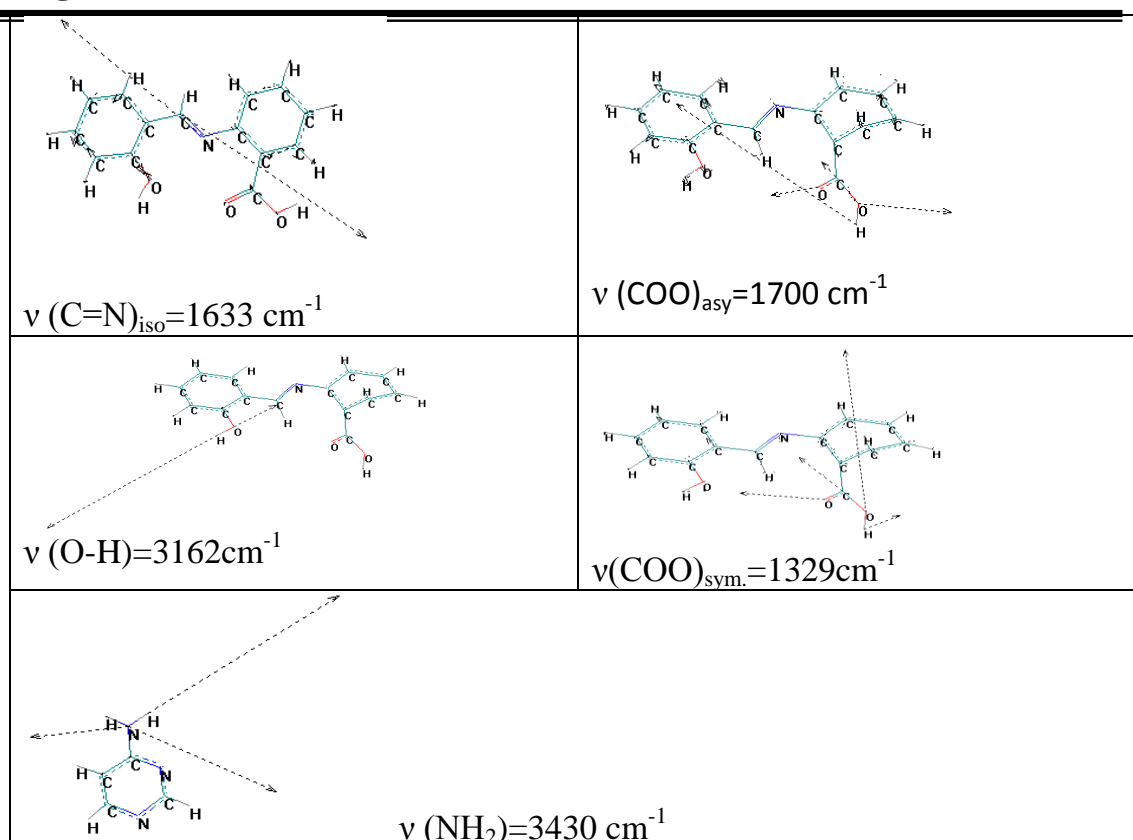 ν (C=N)iso=1633 cm-1
ν (COO)asy=1700 cm-1
ν (O-H)=3162cm-1
ν(COO)sym.=1329cm-1
ν (NH2)=3430 cm-1